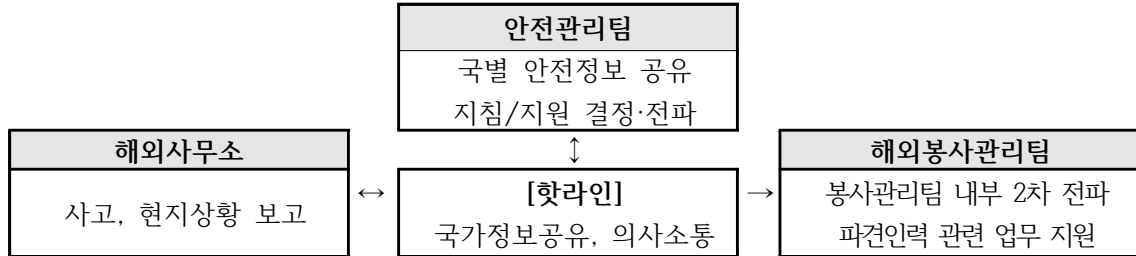 안전관리팀
국별 안전정보 공유
지침/지원 결정·전파
↕
해외사무소
사고, 현지상황 보고
↔
[핫라인]
국가정보공유, 의사소통
→
해외봉사관리팀
봉사관리팀 내부 2차 전파
파견인력 관련 업무 지원